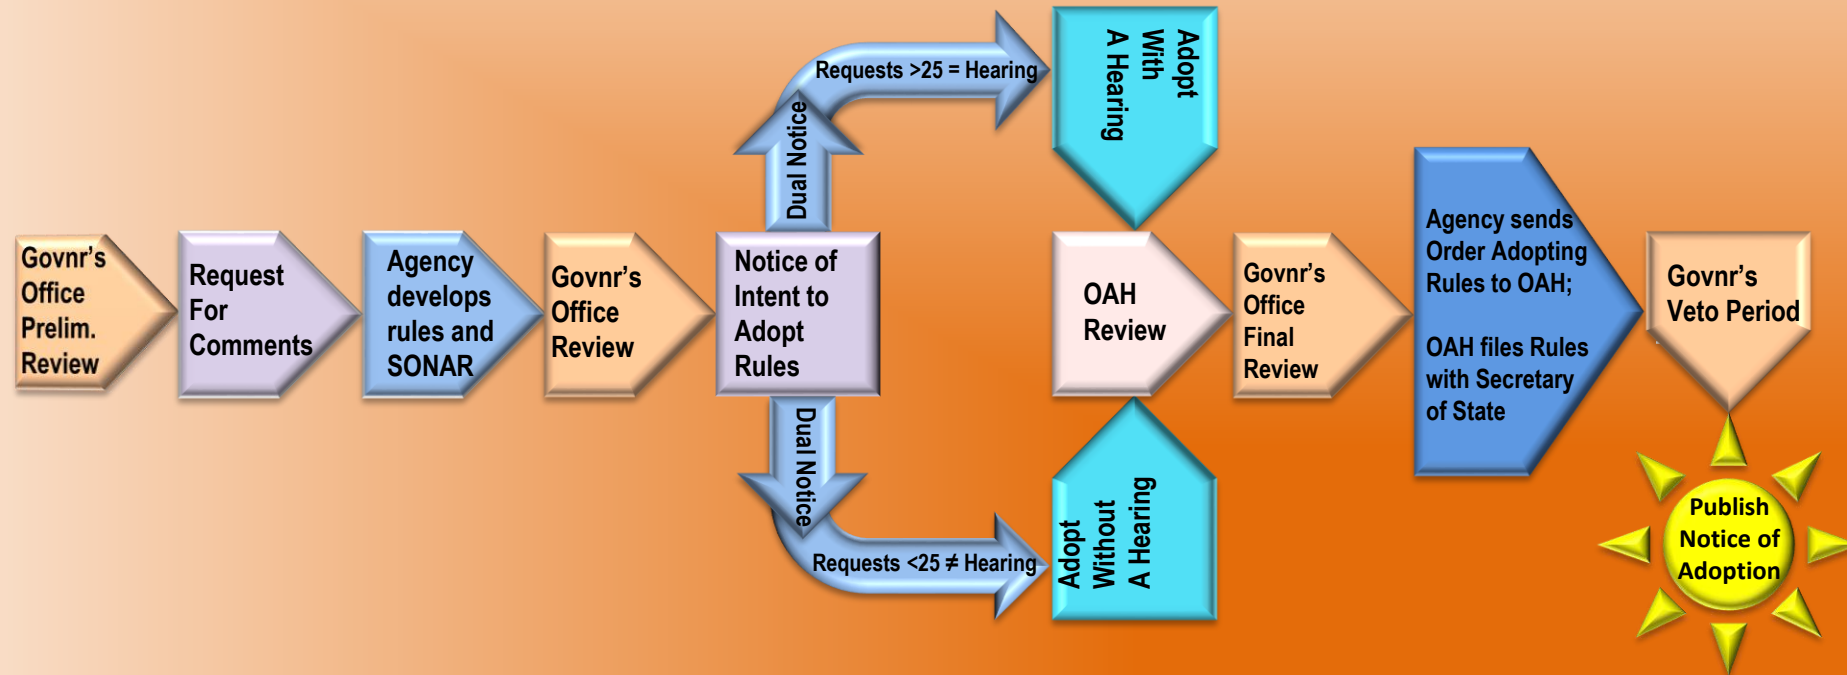 Govnr's
Office
Prelim.
Review
Request
For
Comments
Agency
develops
rules and
SONAR
Govnr's
Office
Review
Notice of
Intent to
Adopt
Rules
Dual Notice
Requests >25 = Hearing
Adopt
With
A Hearing
Dual Notice
Requests <25 ≠ Hearing
Adopt
Without
A Hearing
OAH
Review
Govnr's
Office
Final
Review
Agency sends
Order Adopting
Rules to OAH;
OAH files Rules
with Secretary
of State
Govnr's
Veto Period
Publish
Notice of
Adoption